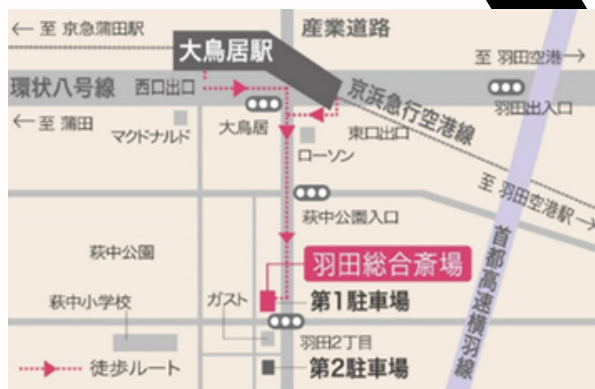 ← 至 京急蒲田駅
産業道路
大鳥居駅
至 羽田空港→
環状八号線
西口出口
羽田出入口
京浜急行空港線
← 至 蒲田
マクドナルド
大鳥居
東口出口
ローソン
至 羽田空港駅→
萩中公園入口
萩中公園
羽田総合斎場
首都高速横羽線
萩中小学校
ガスト
第1駐車場
羽田2丁目
徒歩ルート
第2駐車場